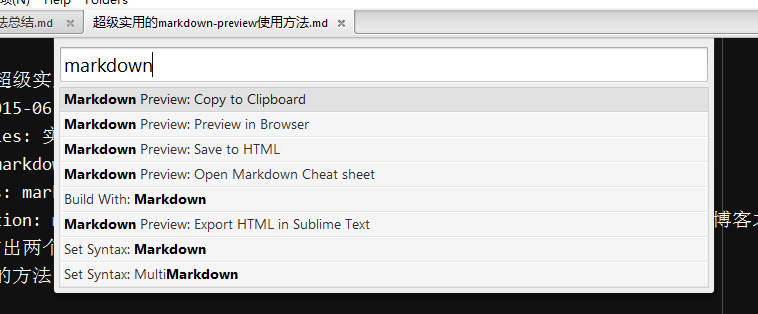 项(N) Help Folders
法总结.md × 超级实用的markdown-preview使用方法.md ×
markdown
Markdown Preview: Copy to Clipboard
Markdown Preview: Preview in Browser
Markdown Preview: Save to HTML
Markdown Preview: Open Markdown Cheat sheet
Build With: Markdown
Markdown Preview: Export HTML in Sublime Text
Set Syntax: Markdown
Set Syntax: MultiMarkdown
超级实
015-06
ies: 实
markdow
s: mar
tion: m
博客之
出两个
的方法